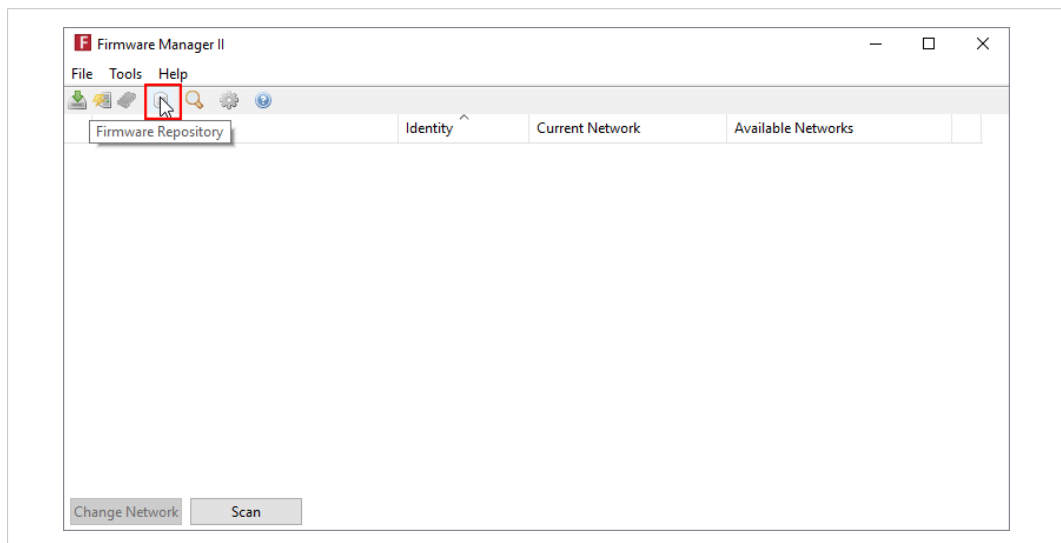 F Firmware Manager II
File Tools Help
Firmware Repository
Identity Current Network Available Networks
Change Network Scan